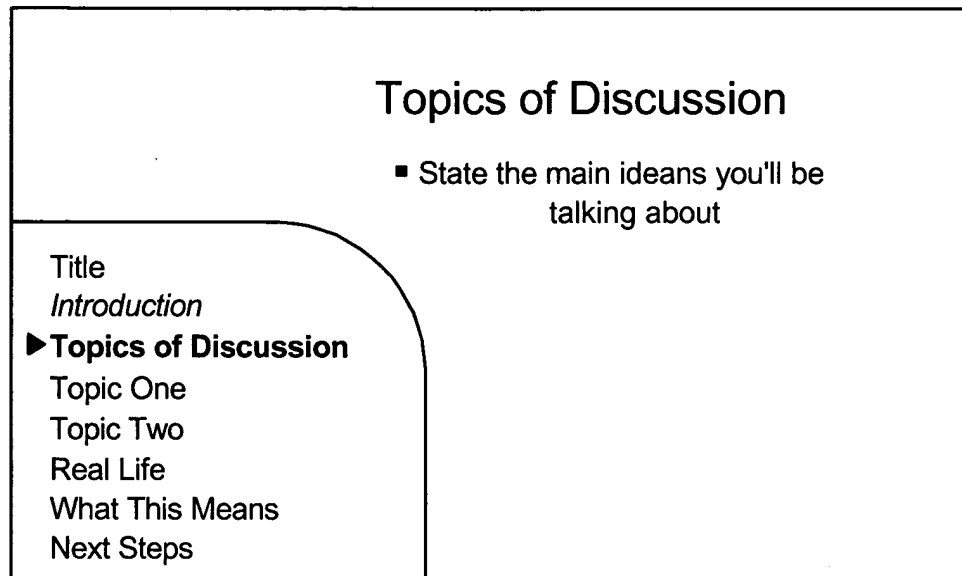 Topics of Discussion
■ State the main ideans you'll be
talking about
Title
Introduction
▶Topics of Discussion
Topic One
Topic Two
Real Life
What This Means
Next Steps